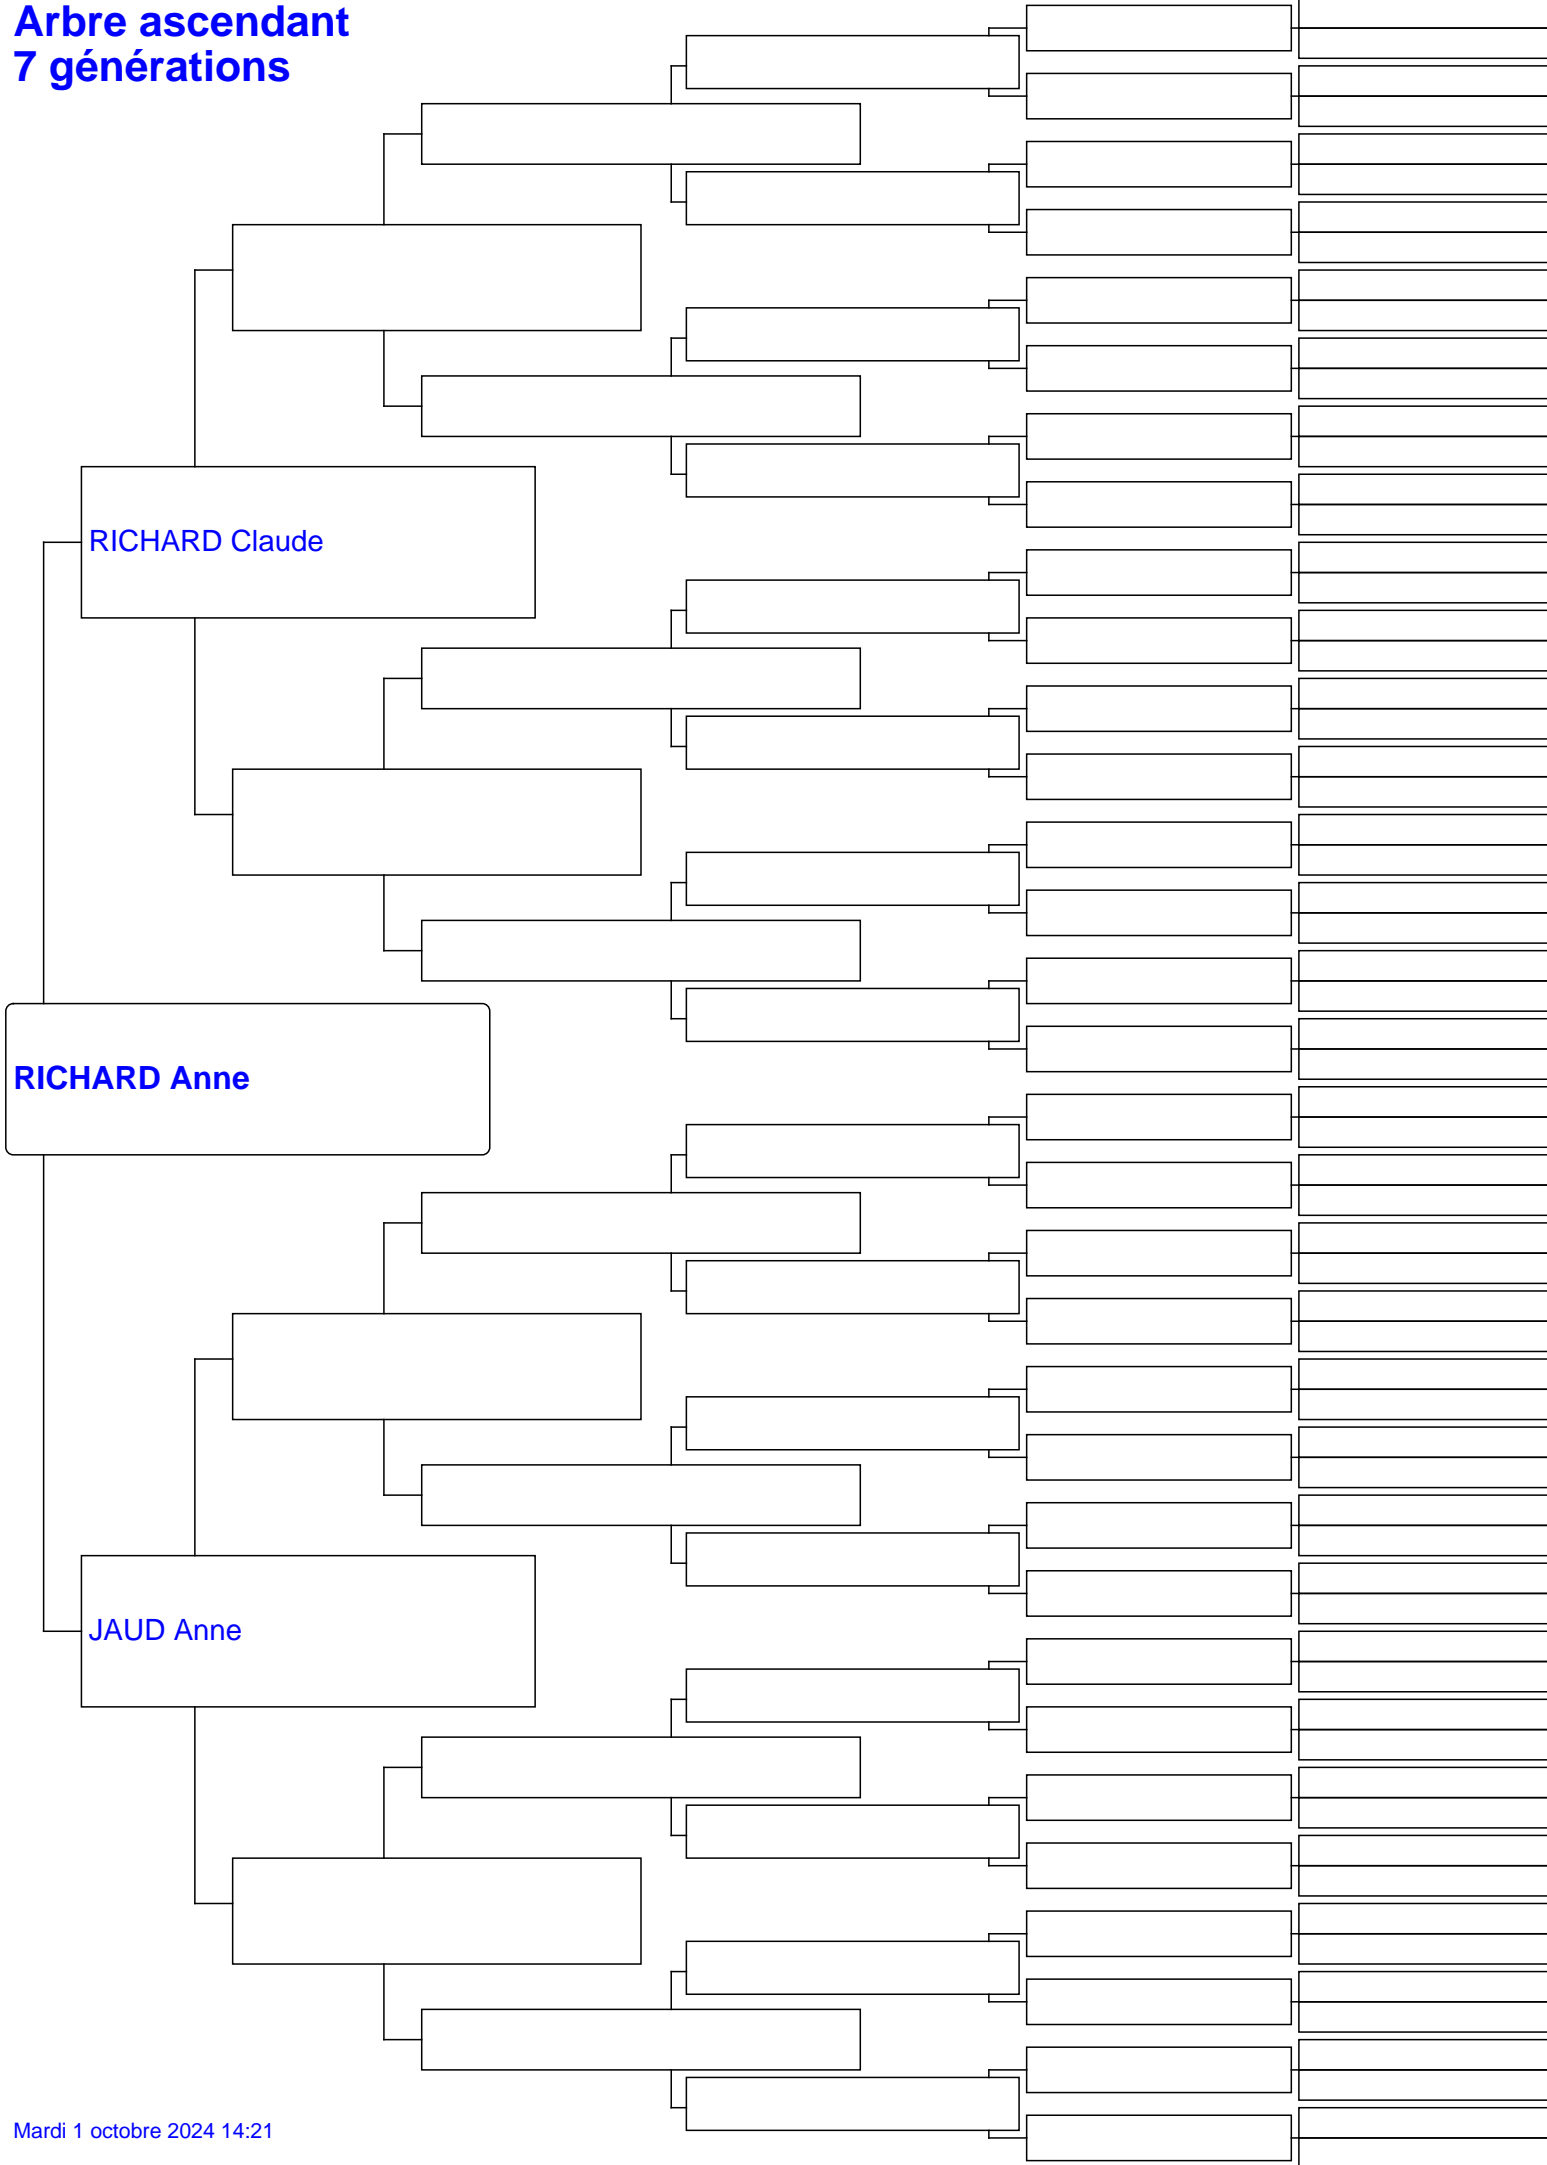 Arbre ascendant
7 générations
RICHARD Claude
RICHARD Anne
JAUD Anne
Mardi 1 octobre 2024 14:21